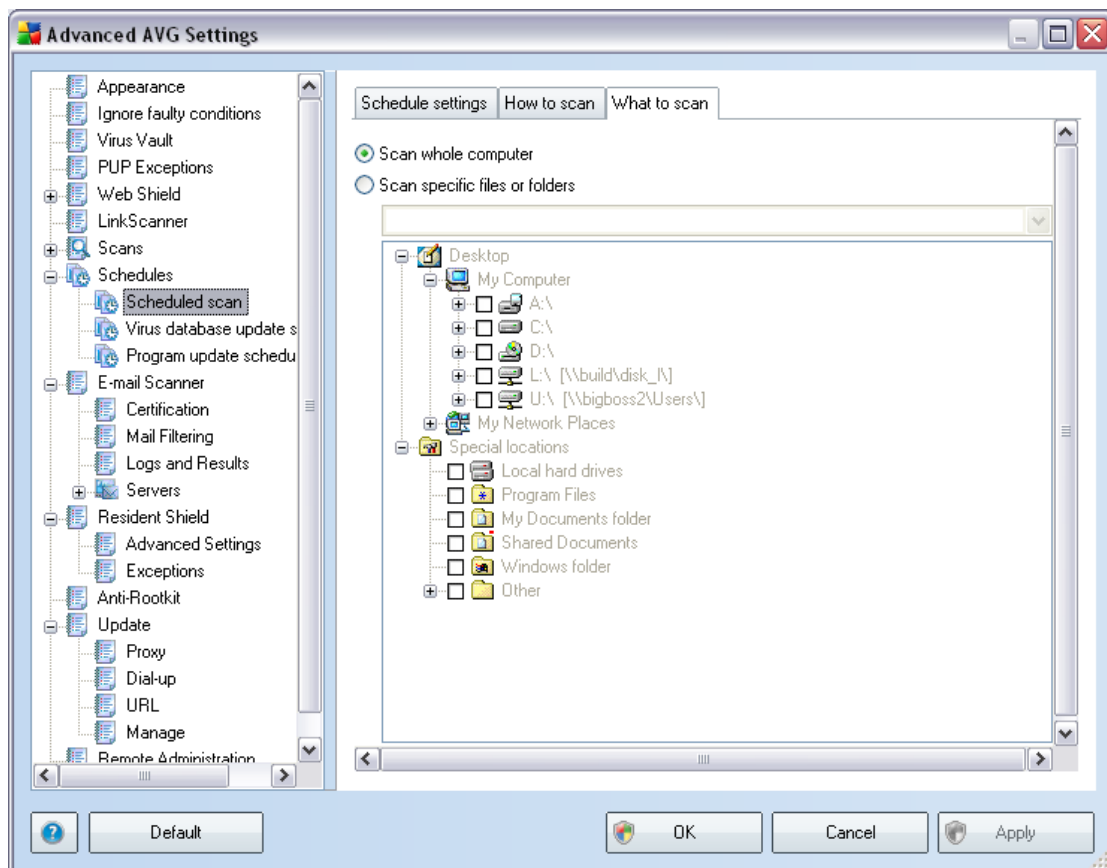 Advanced AVG Settings
Appearance
Ignore faulty conditions
Virus Vault
PUP Exceptions
Web Shield
LinkScanner
Scans
Schedules
Scheduled scan
Virus database update s
Program update schedu
E-mail Scanner
Certification
Mail Filtering
Logs and Results
Servers
Resident Shield
Advanced Settings
Exceptions
Anti-Rootkit
Update
Proxy
Dial-up
URL
Manage
Remote Administration
Schedule settings
How to scan
What to scan
Scan whole computer
Scan specific files or folders
Desktop
My Computer
A:\
C:\
D:\
L:\ [\\build\disk_l\]
U:\ [\\bigboss2\Users\]
My Network Places
Special locations
Local hard drives
Program Files
My Documents folder
Shared Documents
Windows folder
Other
Default
OK
Cancel
Apply